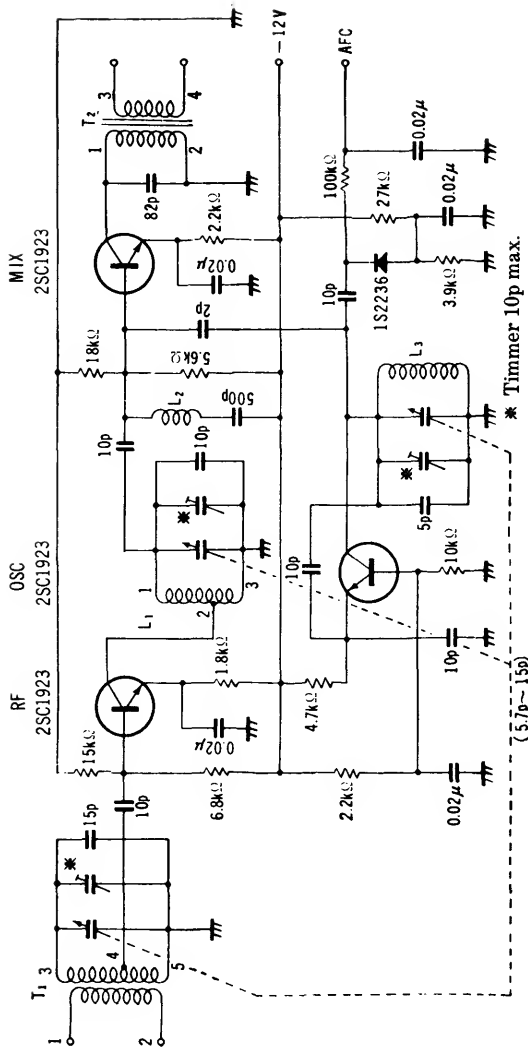 RF
2SC1923
OSC
2SC1923
MIX
2SC1923
T₁
1
2
3
4
5
※
15p
10p
15kΩ
6.8kΩ
0.02μ
1.8kΩ
L₁
1
2
3
※
10p
10p
L₂
500p
18kΩ
5.6kΩ
2p
0.02μ
2.2kΩ
82p
T₂
1
2
3
4
-12V
AFC
2.2kΩ
0.02μ
4.7kΩ
10p
10p
10kΩ
5p
※
L₃
10p
1S2236
100kΩ
27kΩ
3.9kΩ
0.02μ
0.02μ
(5.7p~15p)
※ Timmer 10p max.